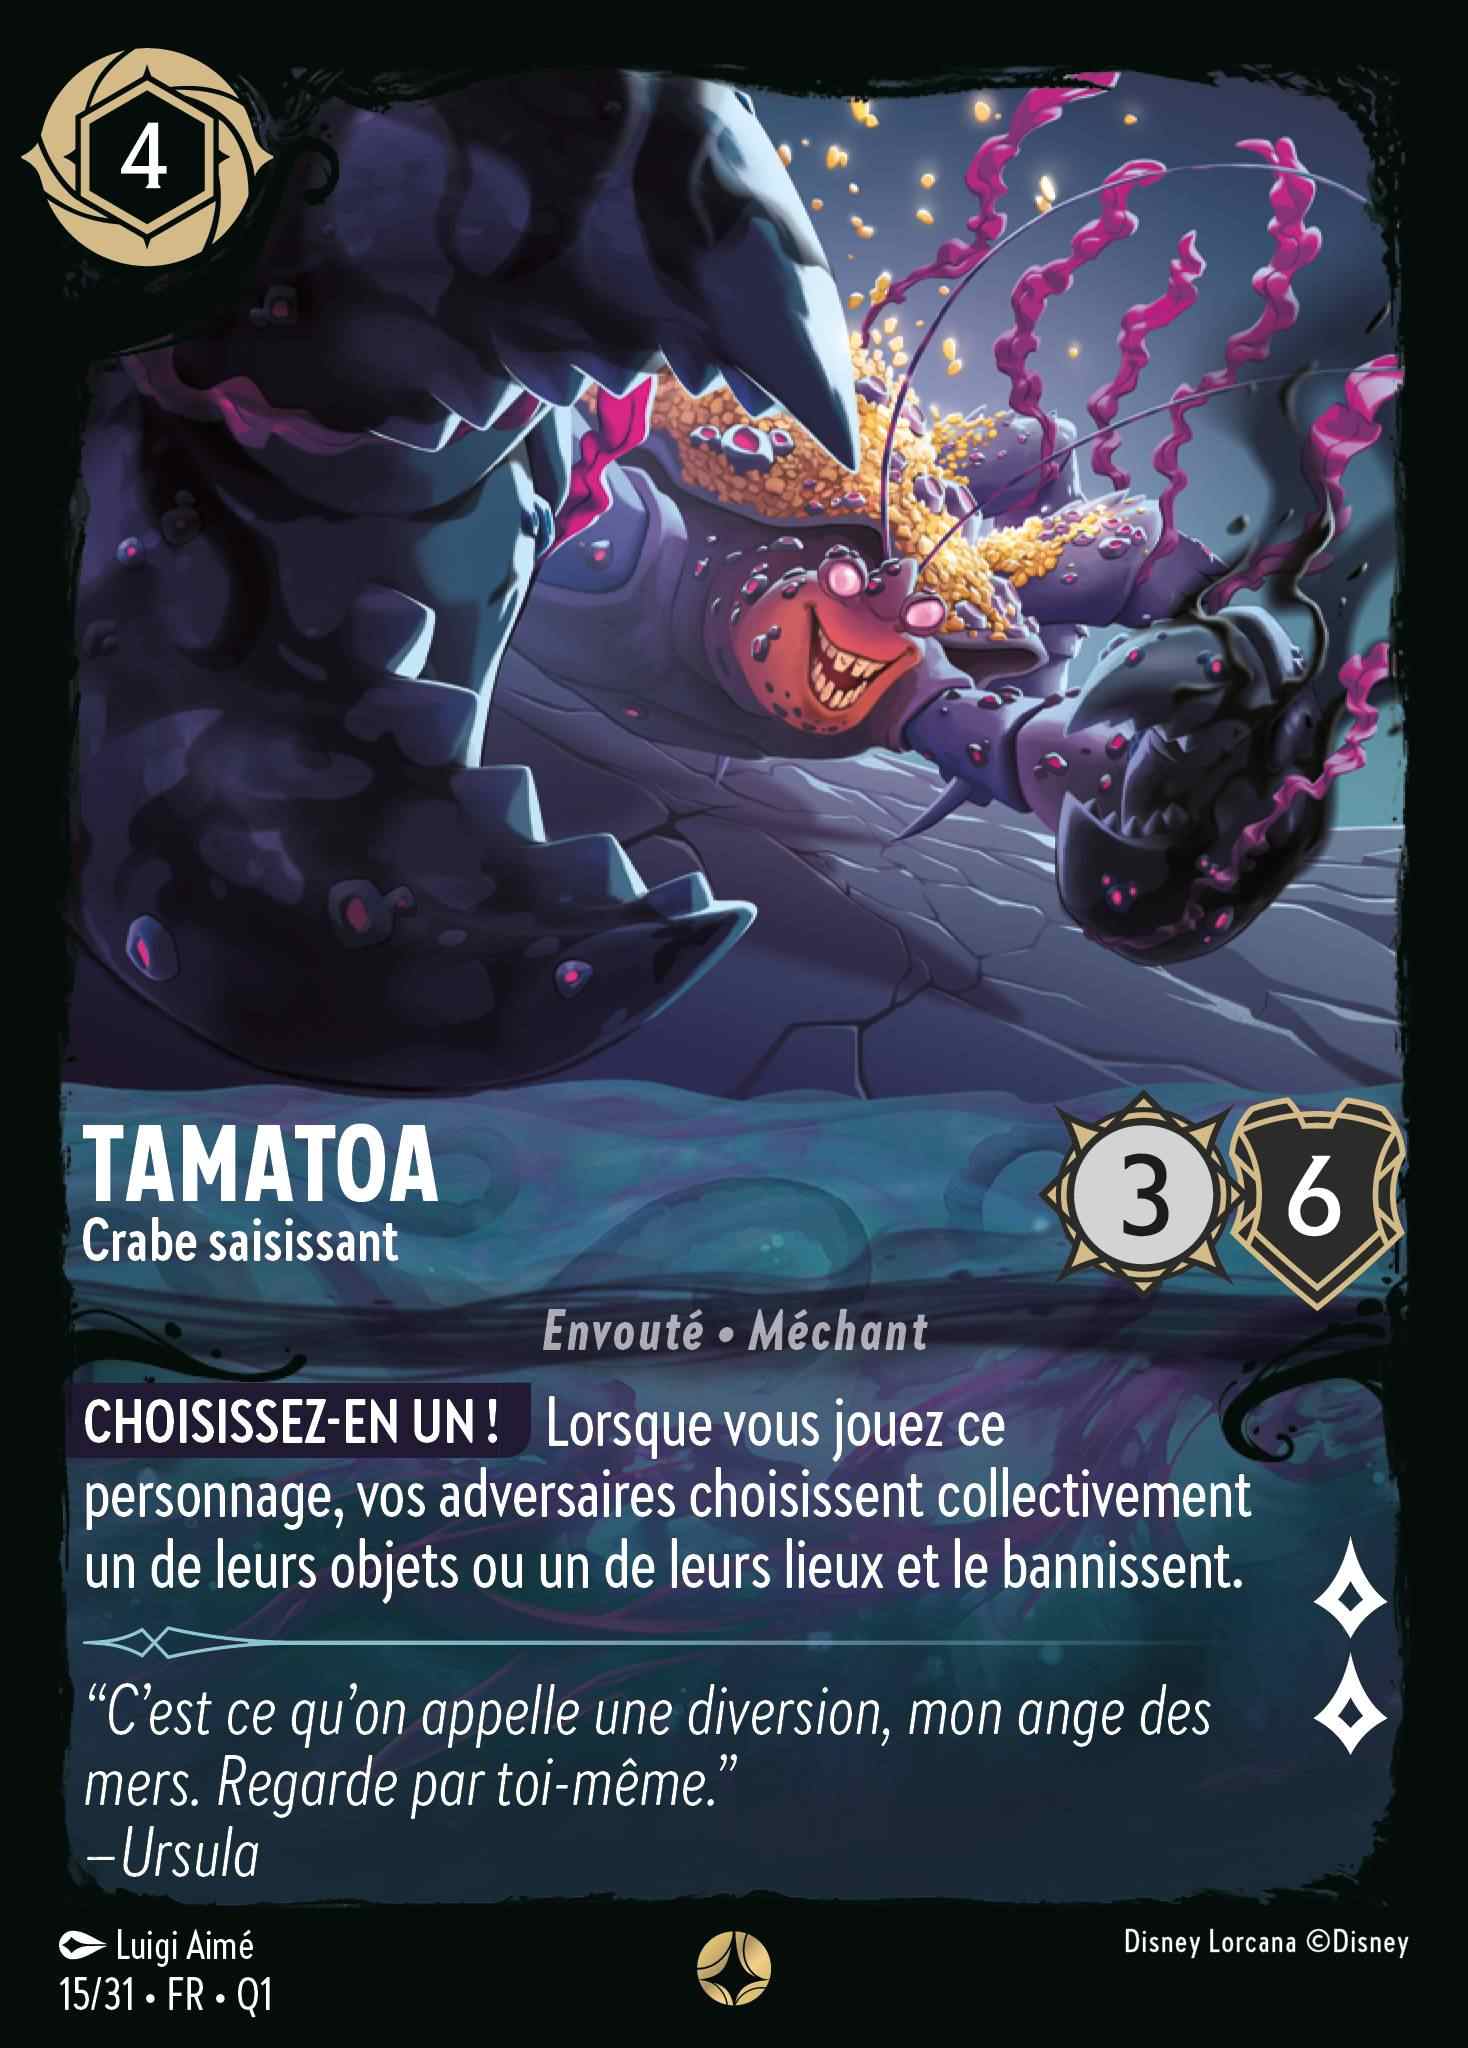 4
TAMATOA
Crabe saisissant
3
6
Envouté • Méchant
CHOISISSEZ-EN UN ! Lorsque vous jouez ce
personnage, vos adversaires choisissent collectivement
un de leurs objets ou un de leurs lieux et le bannissent.
“C’est ce qu’on appelle une diversion, mon ange des
mers. Regarde par toi-même.”
–Ursula
Luigi Aimé
Disney Lorcana ©Disney
15/31 • FR • Q1